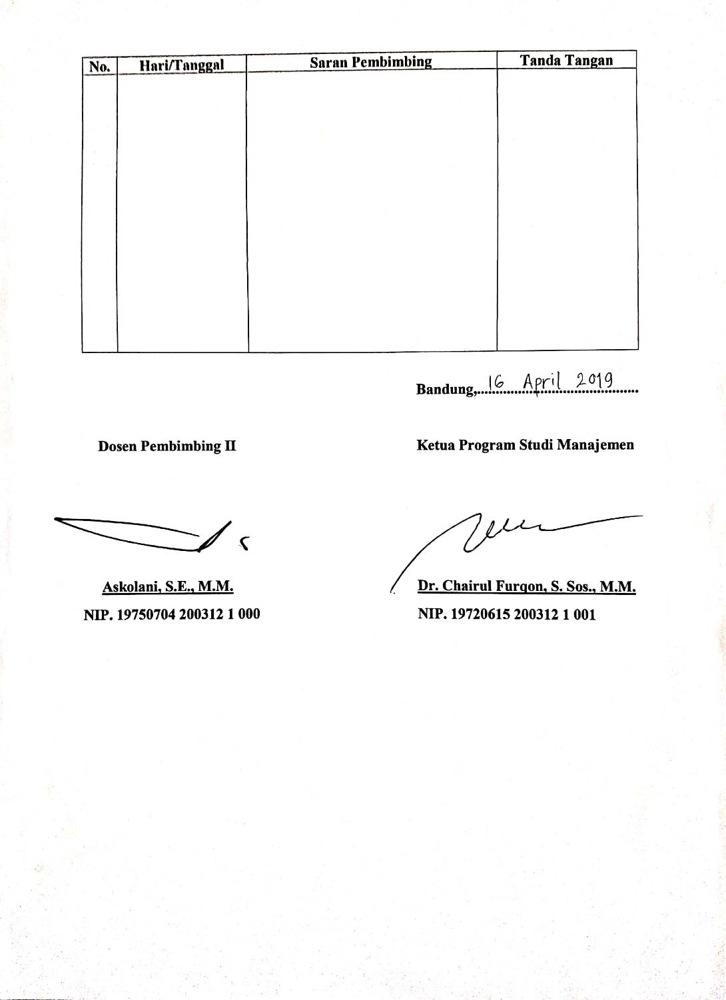 No. Hari/Tanggal Saran Pembimbing Tanda Tangan
Bandung,.... 16 April 2019 ....
Dosen Pembimbing II Ketua Program Studi Manajemen
Askolani, S.E., M.M. Dr. Chairul Furqon, S. Sos., M.M.
NIP. 19750704 200312 1 000 NIP. 19720615 200312 1 001